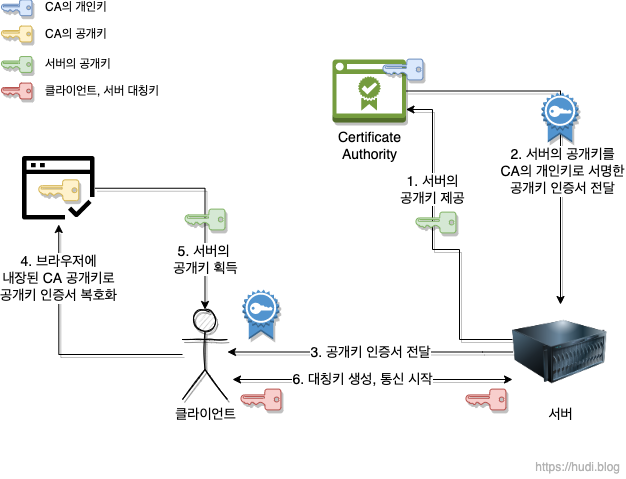 CA의 개인키
CA의 공개키
서버의 공개키
클라이언트, 서버 대칭키
Certificate
Authority
1. 서버의
공개키 제공
2. 서버의 공개키를
CA의 개인키로 서명한
공개키 인증서 전달
4. 브라우저에
내장된 CA 공개키로
공개키 인증서 복호화
5. 서버의
공개키 획득
3. 공개키 인증서 전달
6. 대칭키 생성, 통신 시작
클라이언트
서버
https://hudi.blog